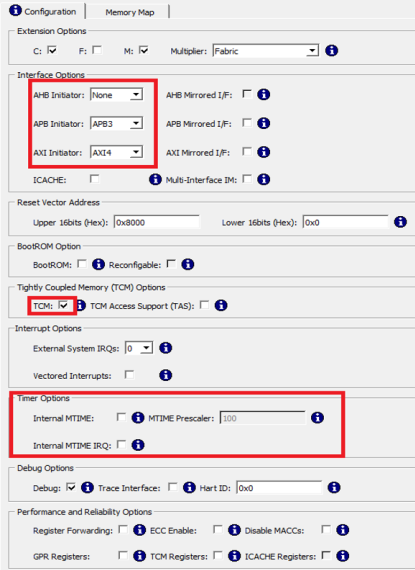 Configuration Memory Map
Extension Options
C: F: M: Multiplier: Fabric
Interface Options
AHB Initiator: None AHB Mirrored I/F:
APB Initiator: APB3 APB Mirrored I/F:
AXI Initiator: AXI4 AXI Mirrored I/F:
ICACHE: Multi-Interface IM:
Reset Vector Address
Upper 16bits (Hex): 0x8000 Lower 16bits (Hex): 0x0
BootROM Option
BootROM: Reconfigable:
Tightly Coupled Memory (TCM) Options
TCM: TCM Access Support (TAS):
Interrupt Options
External System IRQs: 0
Vectored Interrupts:
Timer Options
Internal MTIME: MTIME Prescaler: 100
Internal MTIME IRQ:
Debug Options
Debug: Trace Interface: Hart ID: 0x0
Performance and Reliability Options
Register Forwarding: ECC Enable: Disable MACCs:
GPR Registers: TCM Registers: ICACHE Registers: